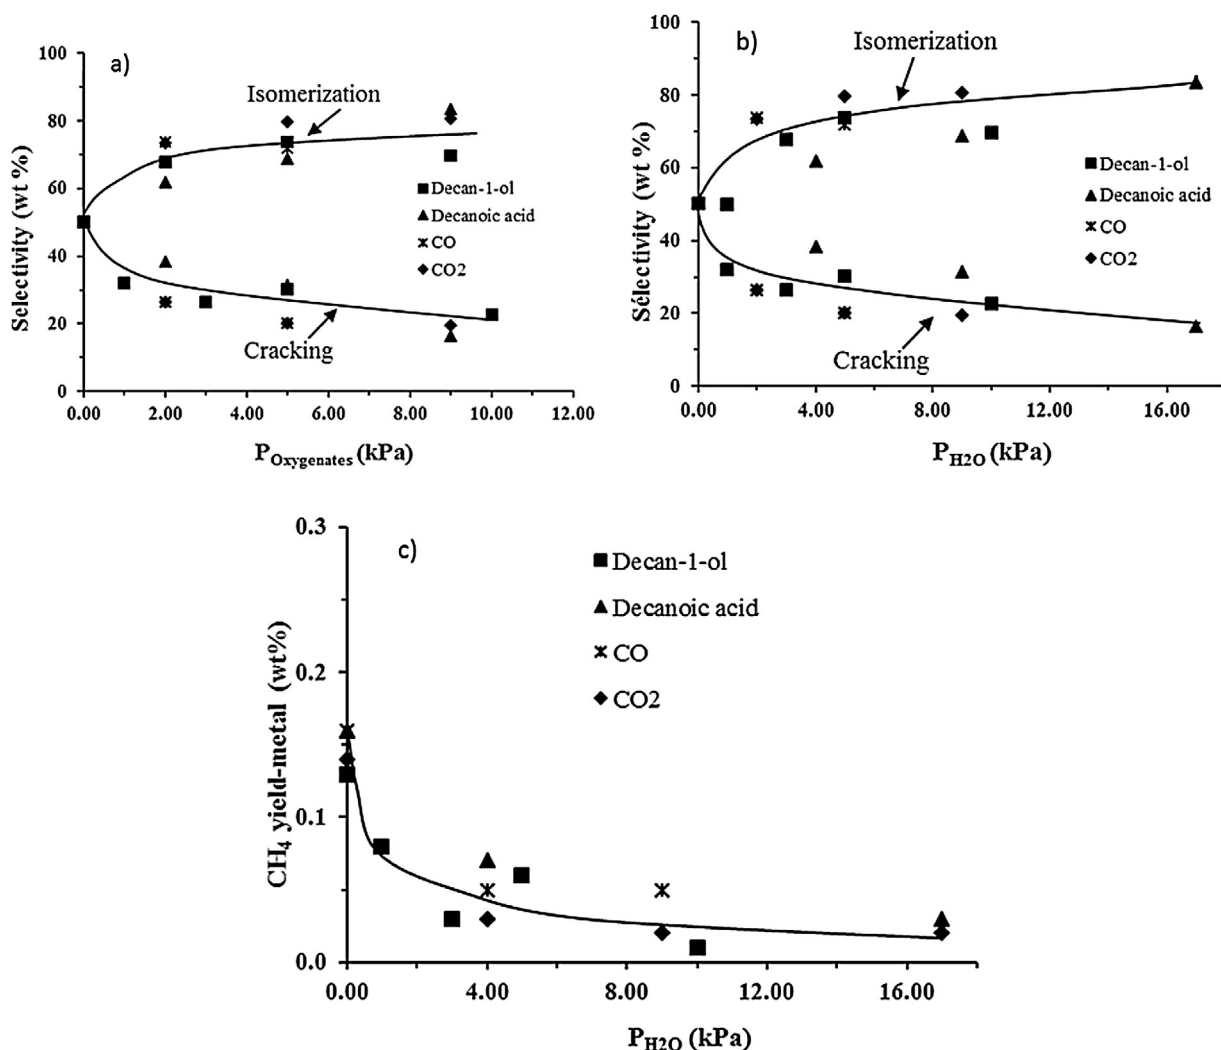 a)
100
80
60
40
20
0
Selectivity (wt %)
Isomerization
Cracking
Decan-1-ol
Decanoic acid
CO
CO2
0.00 2.00 4.00 6.00 8.00 10.00 12.00
P_Oxygenates (kPa)
b)
100
80
60
40
20
0
Sélectivity (wt %)
Isomerization
Cracking
Decan-1-ol
Decanoic acid
CO
CO2
0.00 4.00 8.00 12.00 16.00
P_H2O (kPa)
c)
0.3
0.2
0.1
0.0
CH₄ yield-metal (wt%)
Decan-1-ol
Decanoic acid
CO
CO2
0.00 4.00 8.00 12.00 16.00
P_H2O (kPa)